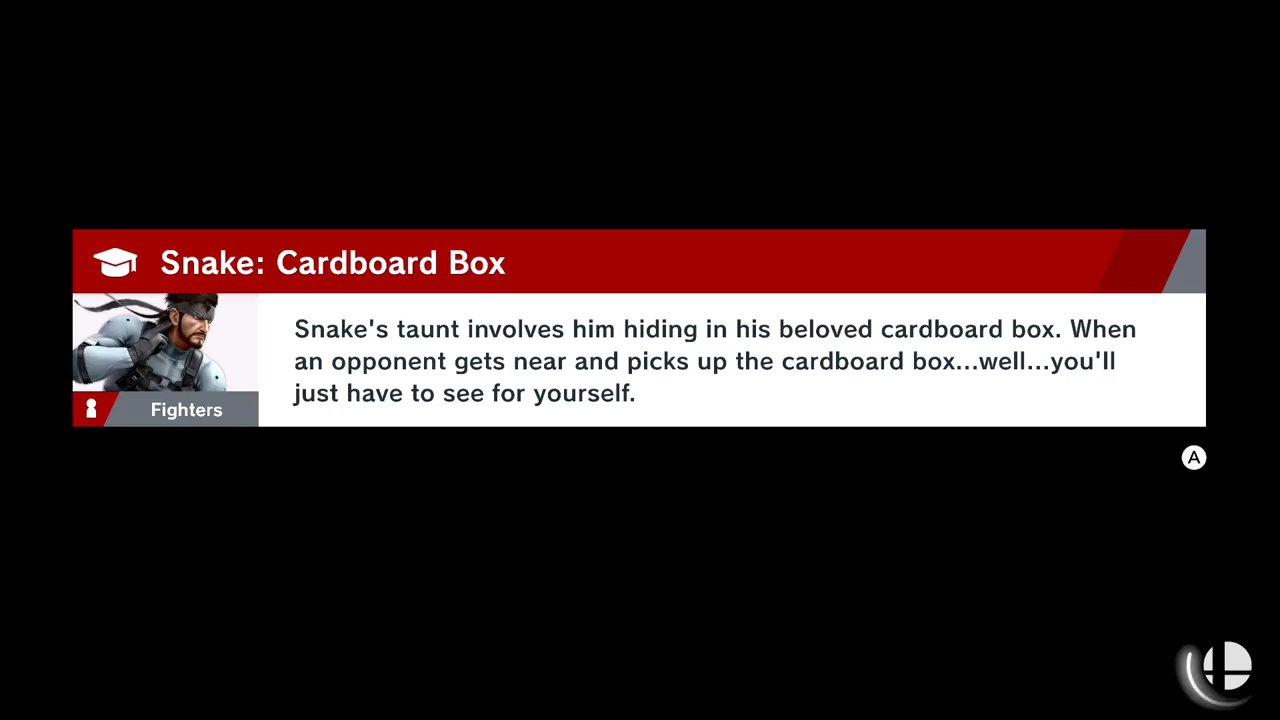 Snake: Cardboard Box
Snake's taunt involves him hiding in his beloved cardboard box. When
an opponent gets near and picks up the cardboard box...well...you'll
just have to see for yourself.
Fighters
A